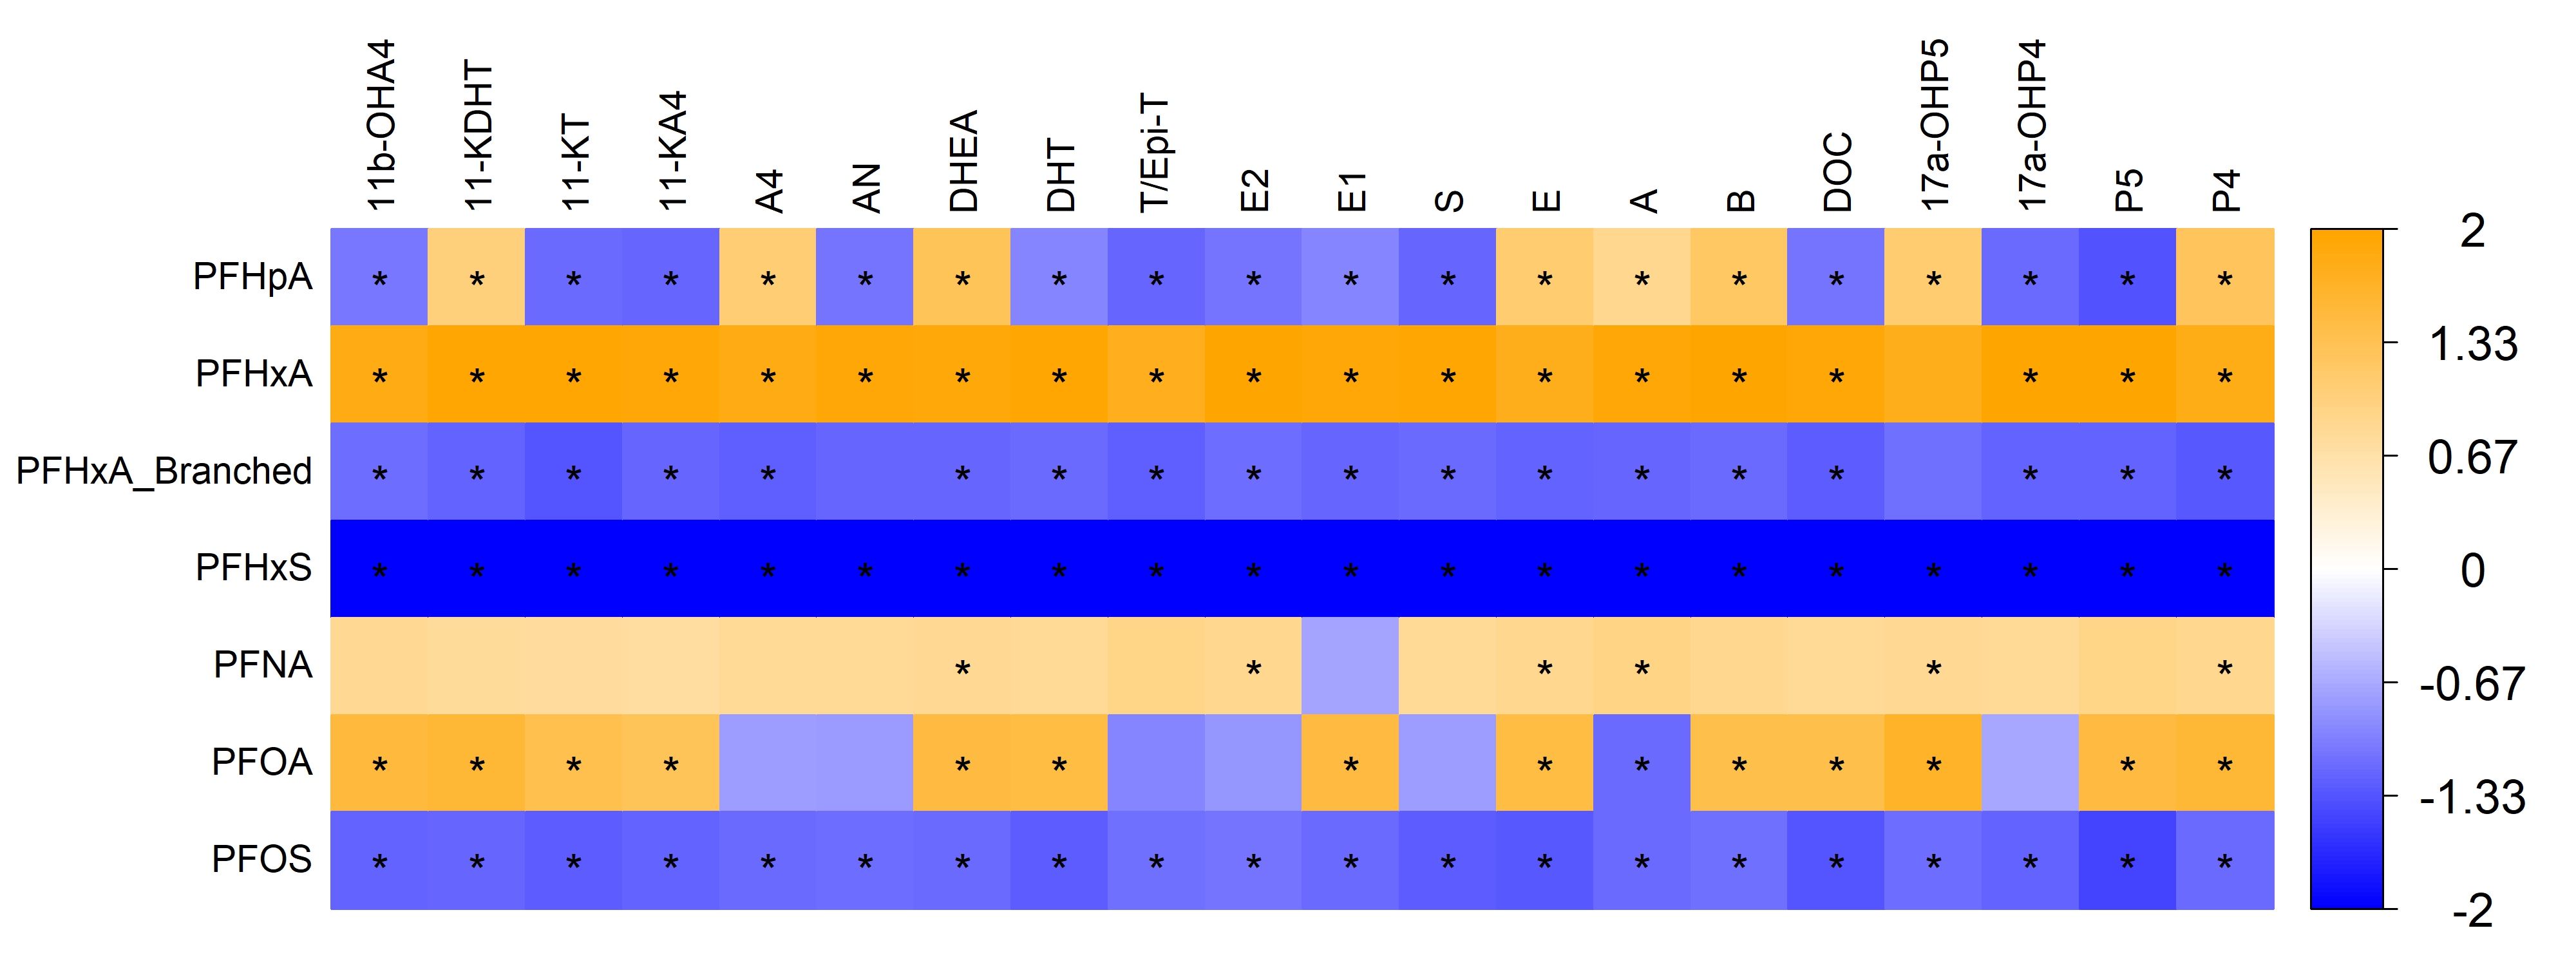 11b-OHA4
11-KDHT
11-KT
11-KA4
A4
AN
DHEA
DHT
T/Epi-T
E2
E1
S
E
A
B
DOC
17a-OHP5
17a-OHP4
P5
P4
PFHpA * * * * * * * * * * * * * * * * * * * *
PFHxA * * * * * * * * * * * * * * * * * * *
PFHxA_Branched * * * * * * * * * * * * * * * * * *
PFHxS * * * * * * * * * * * * * * * * * * * *
PFNA * * * * * *
PFOA * * * * * * * * * * * * * *
PFOS * * * * * * * * * * * * * * * * * * * *
2
1.33
0.67
0
-0.67
-1.33
-2